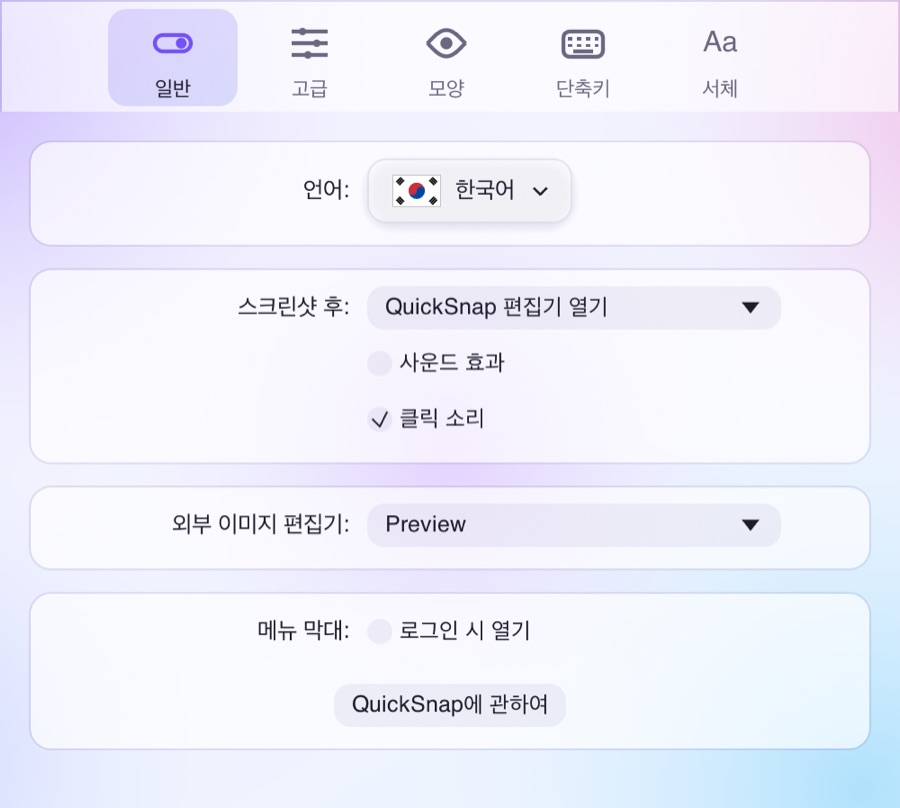 Aa
일반
고급
모양
단축키
서체
언어: 한국어
스크린샷 후: QuickSnap 편집기 열기
사운드 효과
클릭 소리
외부 이미지 편집기: Preview
메뉴 막대: 로그인 시 열기
QuickSnap에 관하여